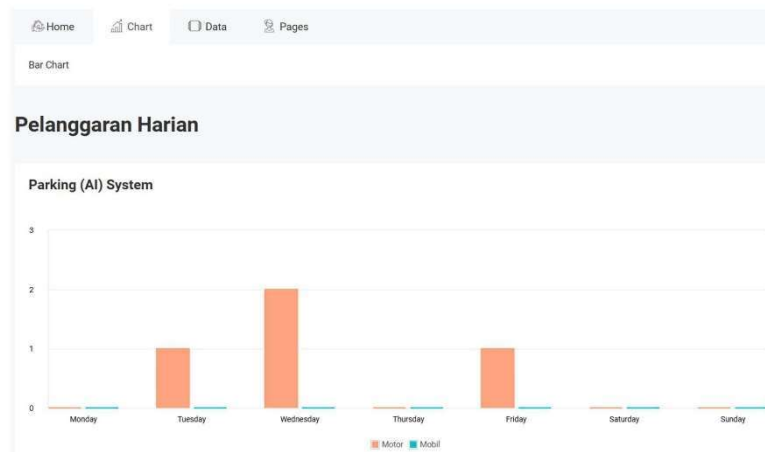 Home Chart Data Pages
Bar Chart
Pelanggaran Harian
Parking (AI) System
3
2
1
0
Monday Tuesday Wednesday Thursday Friday Saturday Sunday
Motor Mobil